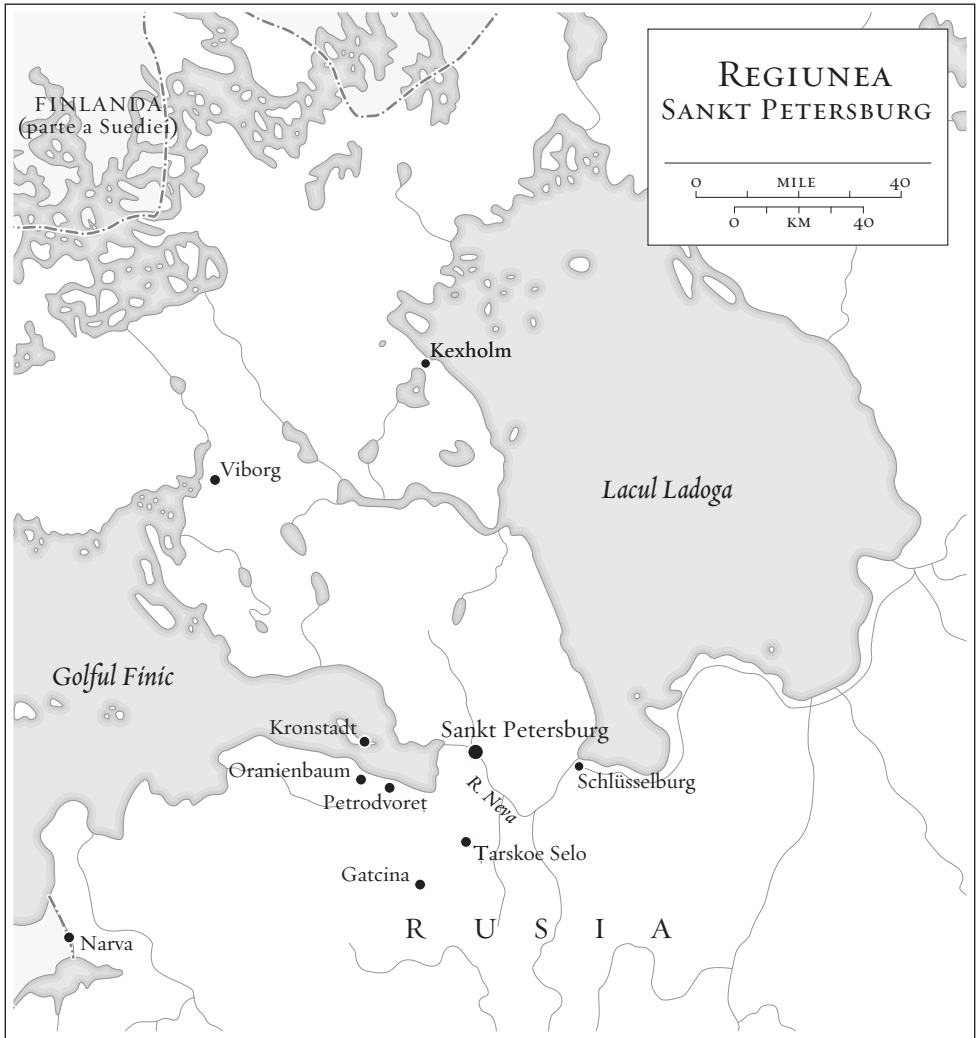 REGIUNEA
SANKT PETERSBURG
0 MILE 40
0 KM 40
FINLANDA
(parte a Suediei)
Kexholm
Viborg
Lacul Ladoga
Golful Finic
Kronstadt
Sankt Petersburg
Oranienbaum
Schlüsselburg
Petrodvoreț
R. Neva
Țarskoe Selo
Gatcina
RUSIA
Narva